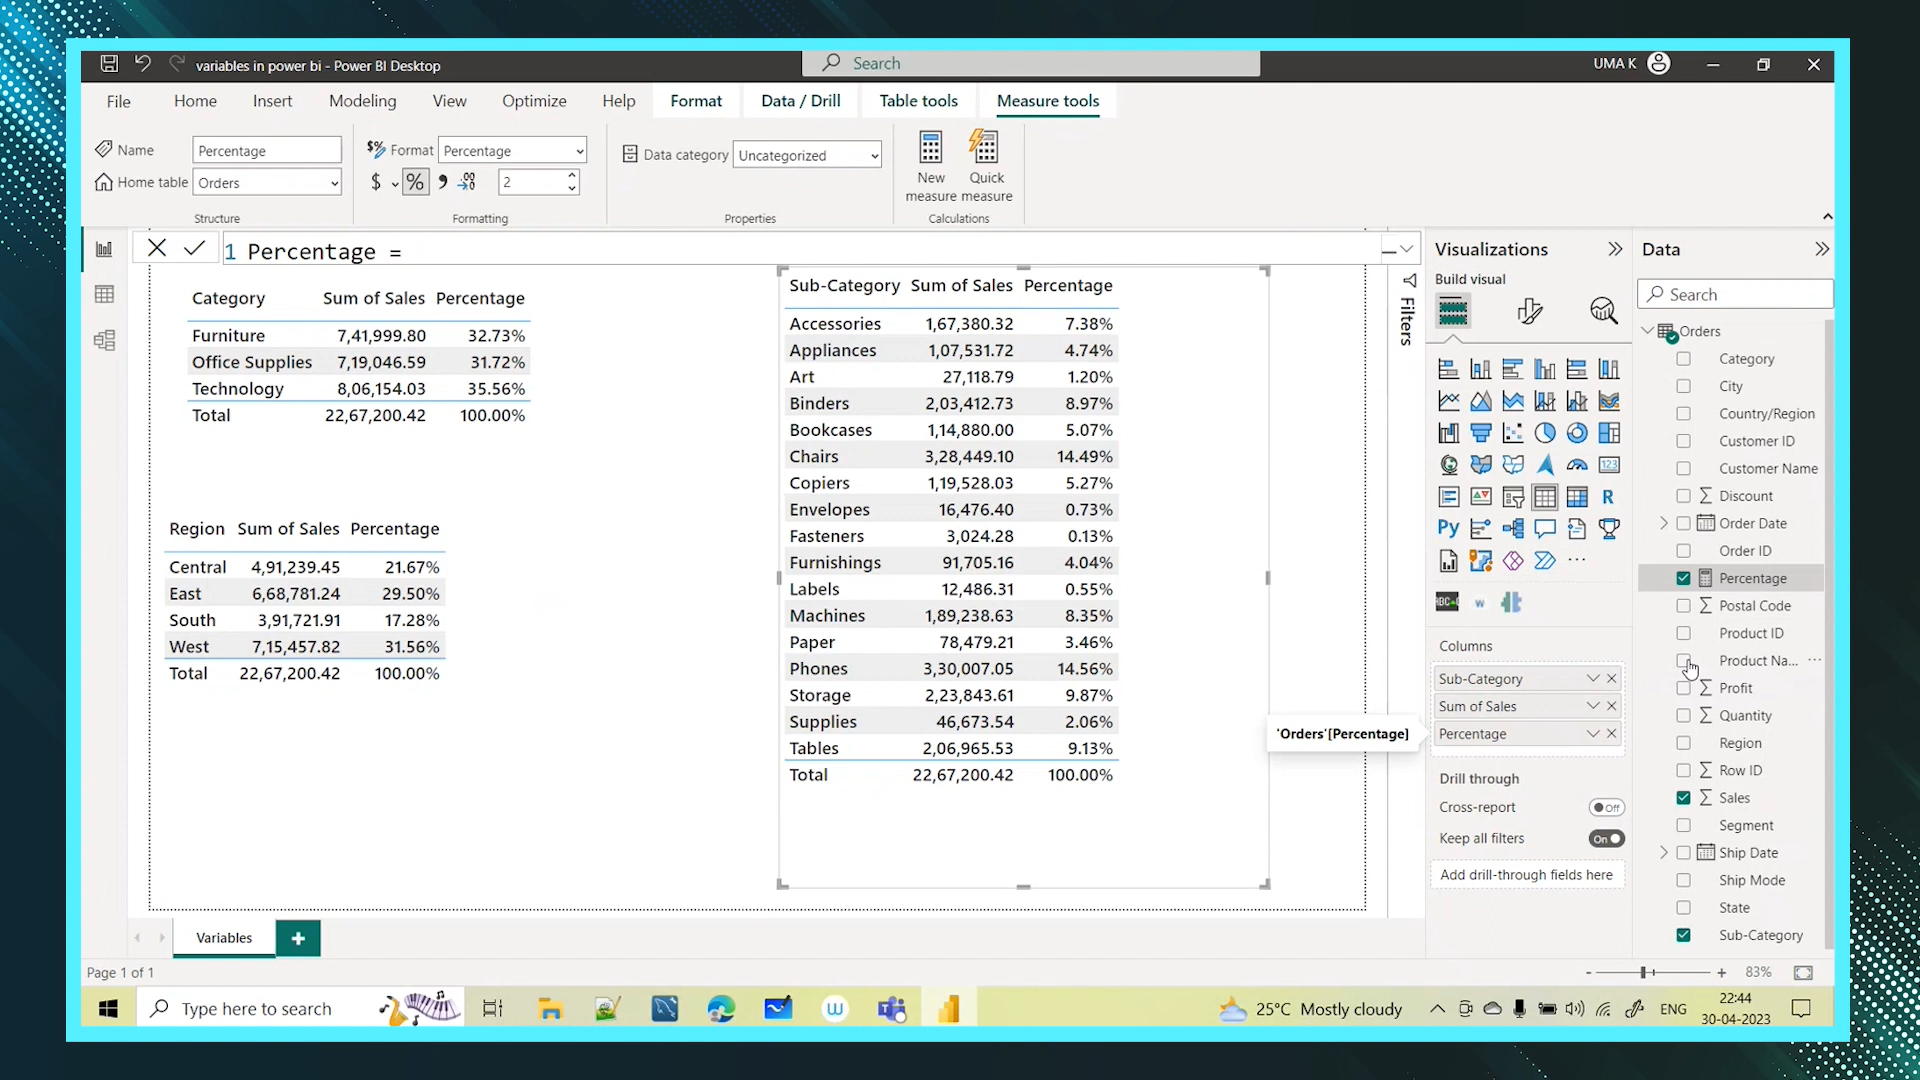 variables in power bi - Power BI Desktop
Search
UMA K
File
Home
Insert
Modeling
View
Optimize
Help
Format
Data / Drill
Table tools
Measure tools
Name
Percentage
Home table
Orders
Structure
Format
Percentage
2
Formatting
Data category
Uncategorized
Properties
New measure
Quick measure
Calculations
1 Percentage =
Category Sum of Sales Percentage
Furniture 7,41,999.80 32.73%
Office Supplies 7,19,046.59 31.72%
Technology 8,06,154.03 35.56%
Total 22,67,200.42 100.00%
Region Sum of Sales Percentage
Central 4,91,239.45 21.67%
East 6,68,781.24 29.50%
South 3,91,721.91 17.28%
West 7,15,457.82 31.56%
Total 22,67,200.42 100.00%
Sub-Category Sum of Sales Percentage
Accessories 1,67,380.32 7.38%
Appliances 1,07,531.72 4.74%
Art 27,118.79 1.20%
Binders 2,03,412.73 8.97%
Bookcases 1,14,880.00 5.07%
Chairs 3,28,449.10 14.49%
Copiers 1,19,528.03 5.27%
Envelopes 16,476.40 0.73%
Fasteners 3,024.28 0.13%
Furnishings 91,705.16 4.04%
Labels 12,486.31 0.55%
Machines 1,89,238.63 8.35%
Paper 78,479.21 3.46%
Phones 3,30,007.05 14.56%
Storage 2,23,843.61 9.87%
Supplies 46,673.54 2.06%
Tables 2,06,965.53 9.13%
Total 22,67,200.42 100.00%
'Orders'[Percentage]
Filters
Visualizations
Build visual
123
R
Py
Columns
Sub-Category
Sum of Sales
Percentage
Drill through
Cross-report
Off
Keep all filters
On
Add drill-through fields here
Data
Search
Orders
Category
City
Country/Region
Customer ID
Customer Name
Discount
Order Date
Order ID
Percentage
Postal Code
Product ID
Product Na...
Profit
Quantity
Region
Row ID
Sales
Segment
Ship Date
Ship Mode
State
Sub-Category
Variables
Page 1 of 1
83%
Type here to search
25°C Mostly cloudy
ENG
22:44
30-04-2023